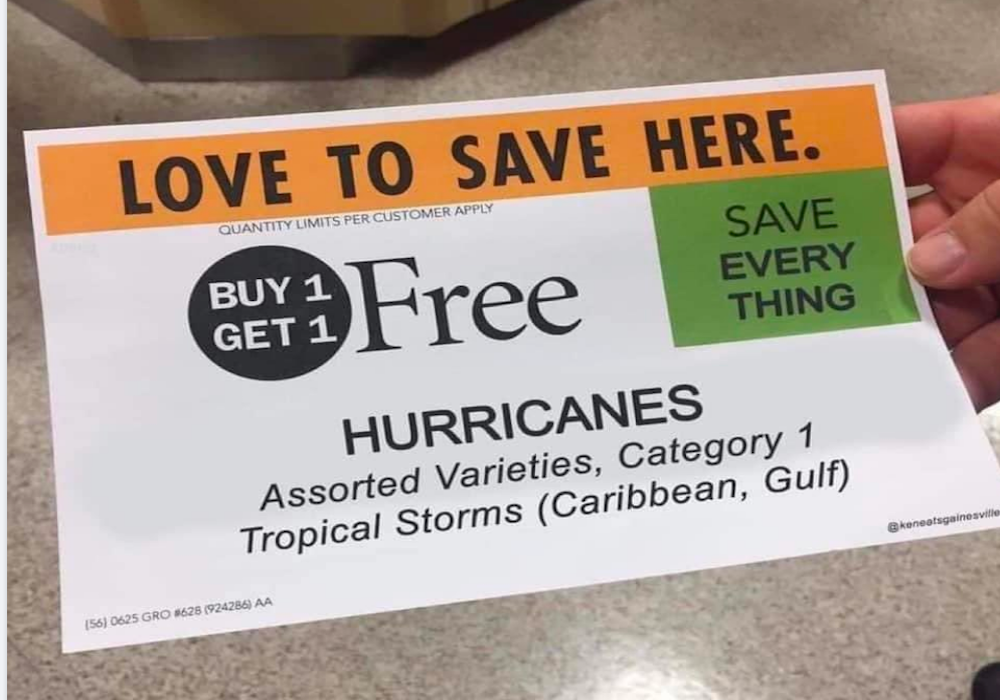 LOVE TO SAVE HERE.
QUANTITY LIMITS PER CUSTOMER APPLY
BUY 1
GET 1
Free
SAVE
EVERY
THING
HURRICANES
Assorted Varieties, Category 1
Tropical Storms (Caribbean, Gulf)
@keneatsgainesville
(56) 0625 GRO #628 (924286) AA